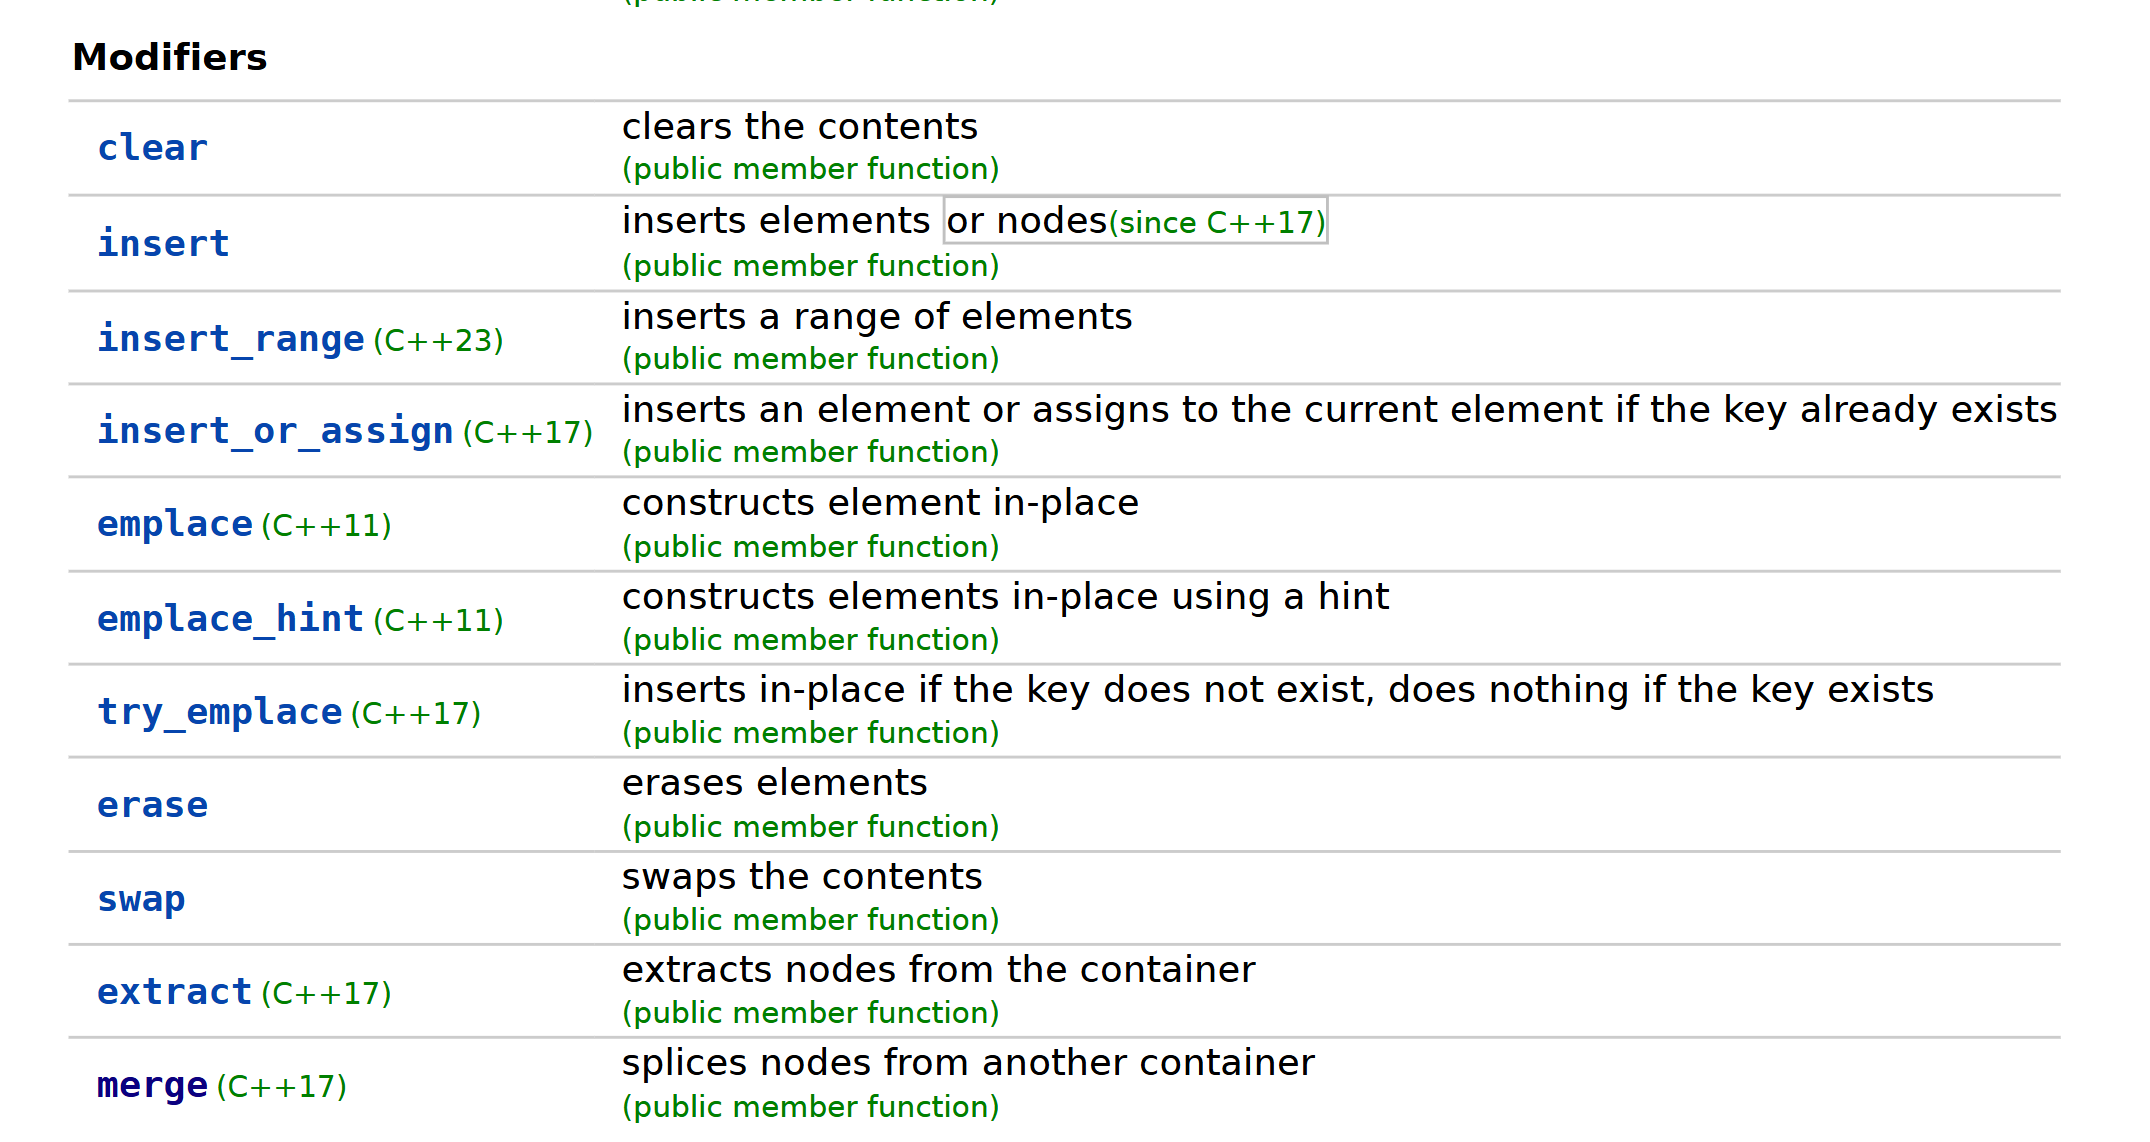 (public member function)
Modifiers
clear
clears the contents
(public member function)
insert
inserts elements or nodes(since C++17)
(public member function)
insert_range (C++23)
inserts a range of elements
(public member function)
insert_or_assign (C++17)
inserts an element or assigns to the current element if the key already exists
(public member function)
emplace (C++11)
constructs element in-place
(public member function)
emplace_hint (C++11)
constructs elements in-place using a hint
(public member function)
try_emplace (C++17)
inserts in-place if the key does not exist, does nothing if the key exists
(public member function)
erase
erases elements
(public member function)
swap
swaps the contents
(public member function)
extract (C++17)
extracts nodes from the container
(public member function)
merge (C++17)
splices nodes from another container
(public member function)